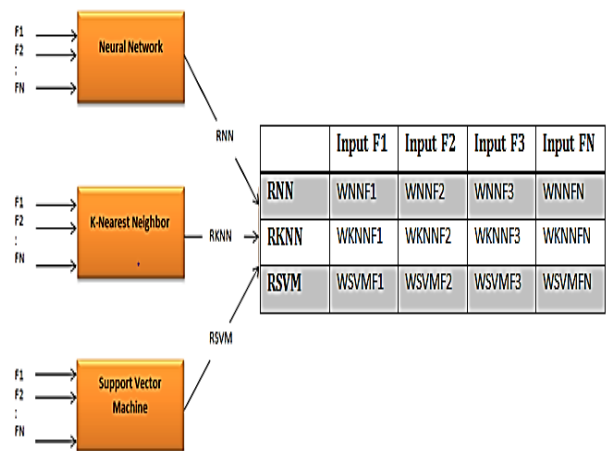 F1
F2
:
FN
Neural Network
RNN
F1
F2
:
FN
K-Nearest Neighbor
RKNN
F1
F2
:
FN
Support Vector
Machine
RSVM
Input F1 Input F2 Input F3 Input FN
RNN WNNF1 WNNF2 WNNF3 WNNFN
RKNN WKNNF1 WKNNF2 WKNNF3 WKNNFN
RSVM WSVMF1 WSVMF2 WSVMF3 WSVMFN